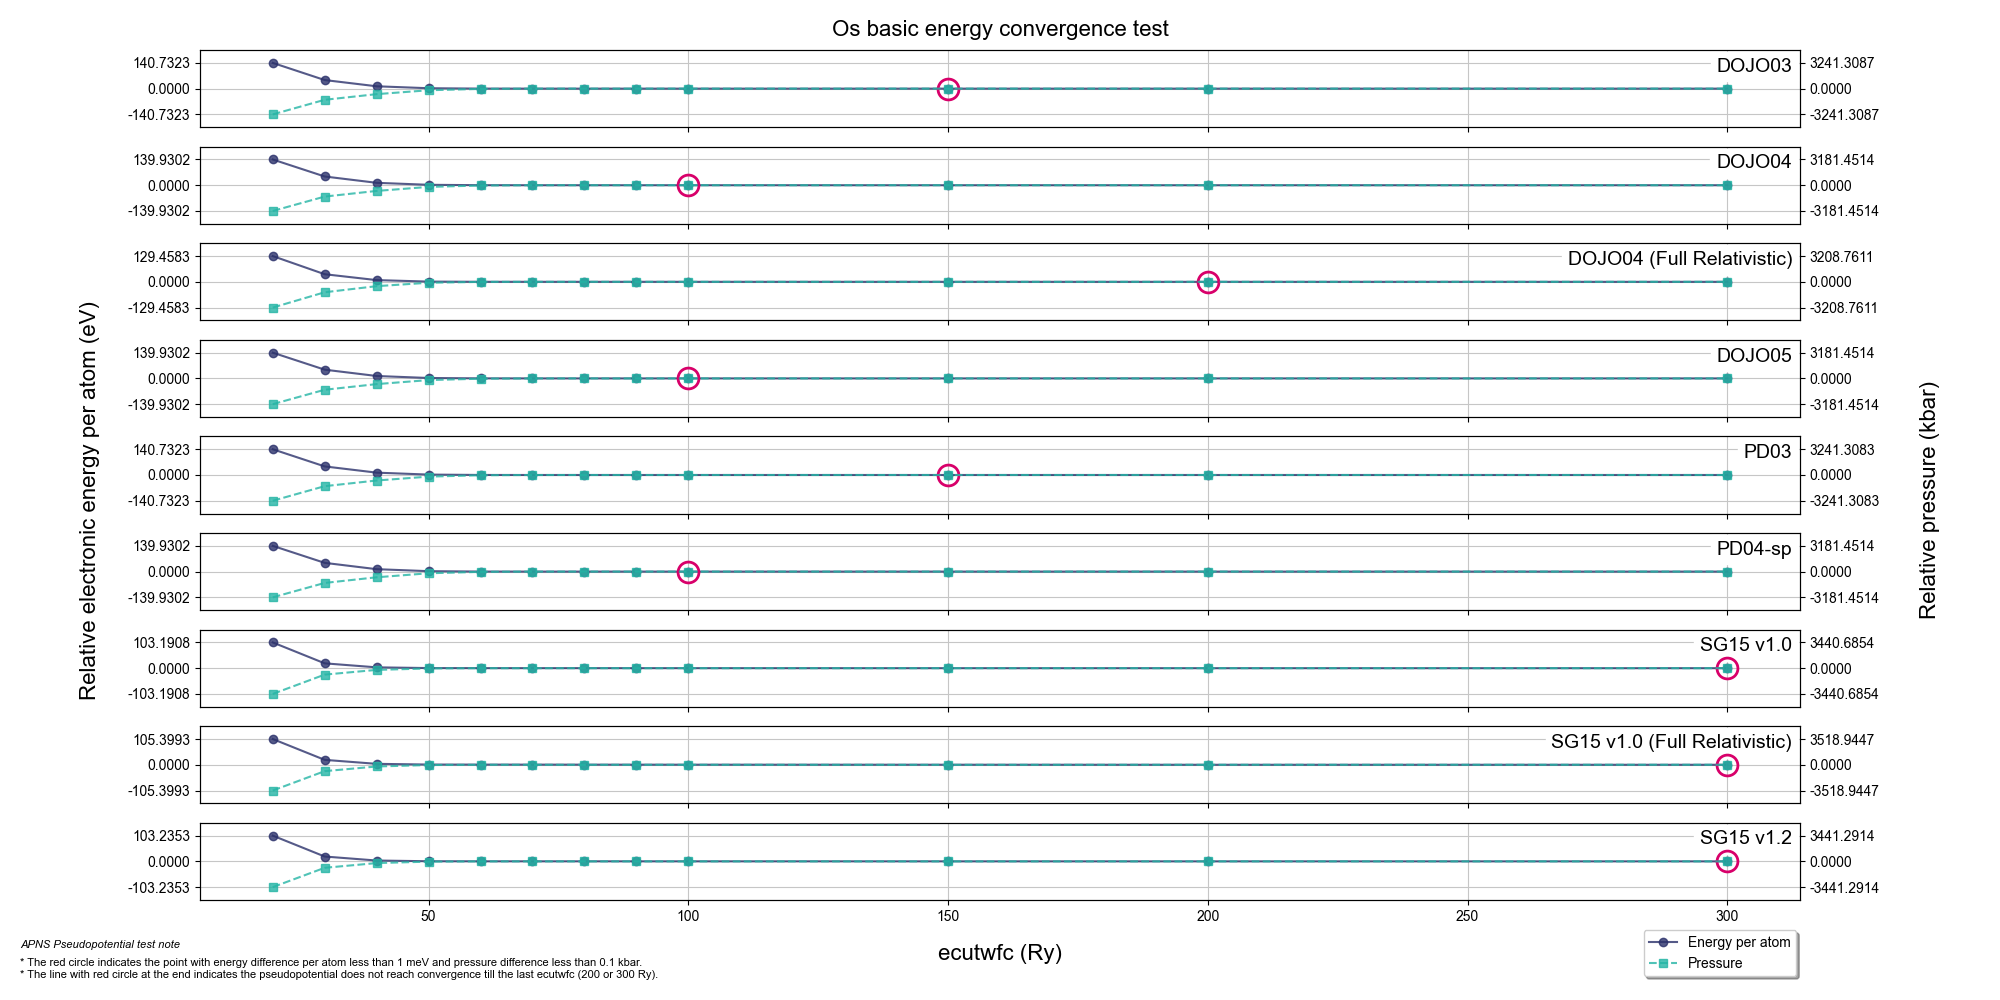 Os basic energy convergence test
140.7323
0.0000
-140.7323
DOJO03
3241.3087
0.0000
-3241.3087
139.9302
0.0000
-139.9302
DOJO04
3181.4514
0.0000
-3181.4514
129.4583
0.0000
-129.4583
DOJO04 (Full Relativistic)
3208.7611
0.0000
-3208.7611
139.9302
0.0000
-139.9302
DOJO05
3181.4514
0.0000
-3181.4514
140.7323
0.0000
-140.7323
PD03
3241.3083
0.0000
-3241.3083
139.9302
0.0000
-139.9302
PD04-sp
3181.4514
0.0000
-3181.4514
103.1908
0.0000
-103.1908
SG15 v1.0
3440.6854
0.0000
-3440.6854
105.3993
0.0000
-105.3993
SG15 v1.0 (Full Relativistic)
3518.9447
0.0000
-3518.9447
103.2353
0.0000
-103.2353
SG15 v1.2
3441.2914
0.0000
-3441.2914
Relative electronic energy per atom (eV)
Relative pressure (kbar)
50 100 150 200 250 300
ecutwfc (Ry)
Energy per atom
Pressure
APNS Pseudopotential test note
* The red circle indicates the point with energy difference per atom less than 1 meV and pressure difference less than 0.1 kbar.
* The line with red circle at the end indicates the pseudopotential does not reach convergence till the last ecutwfc (200 or 300 Ry).